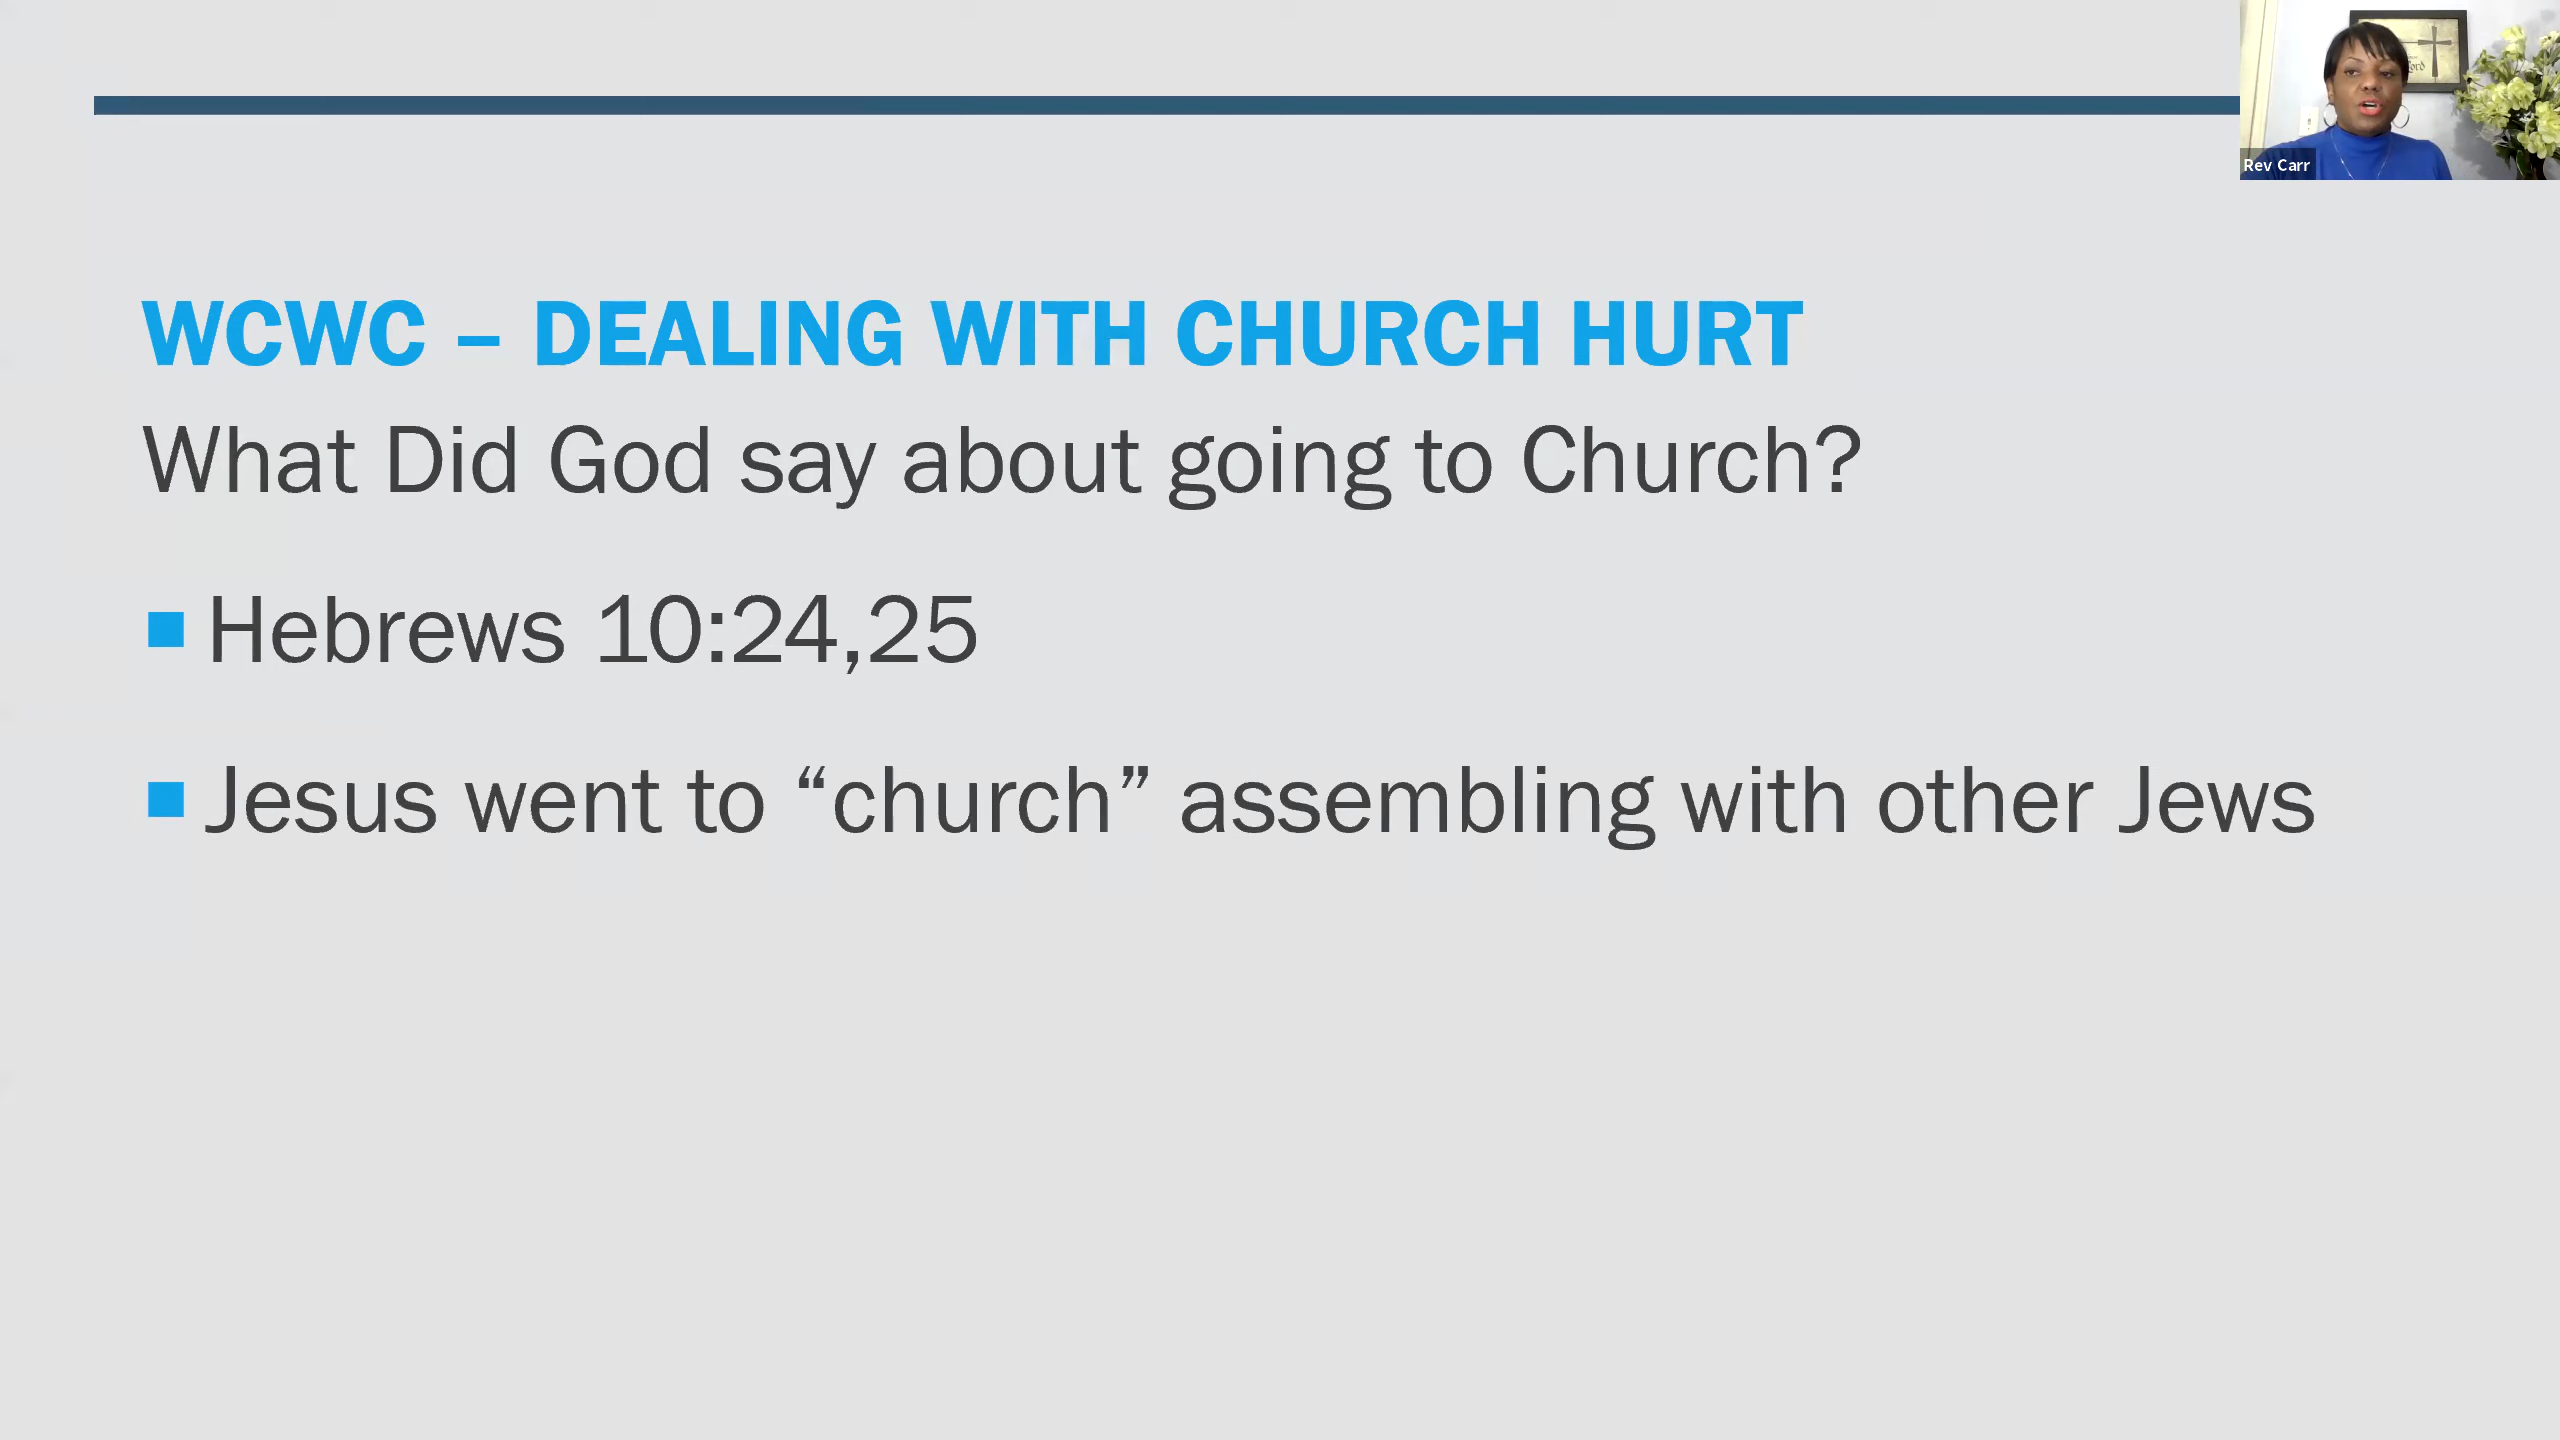 WCWC – DEALING WITH CHURCH HURT
What Did God say about going to Church?
Hebrews 10:24,25
Jesus went to “church” assembling with other Jews
Rev Carr